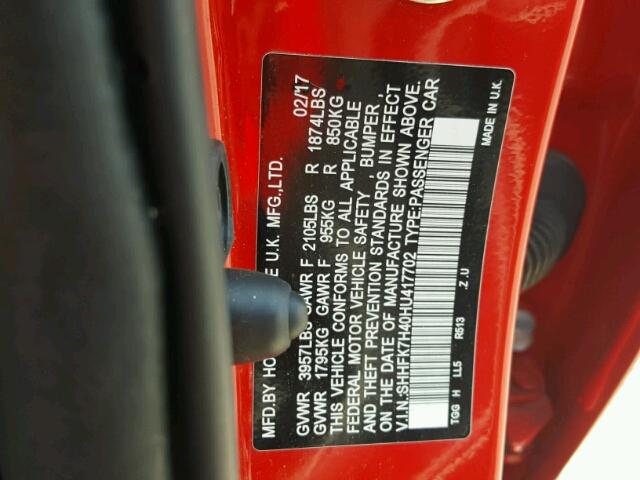 MFD.BY HO E U.K. MFG.,LTD. 02/17
GVWR 3957LBS GAWR F 2105LBS R 1874LBS
GVWR 1795KG GAWR F 955KG R 850KG
THIS VEHICLE CONFORMS TO ALL APPLICABLE
FEDERAL MOTOR VEHICLE SAFETY , BUMPER ,
AND THEFT PREVENTION STANDARDS IN EFFECT
ON THE DATE OF MANUFACTURE SHOWN ABOVE.
V.I.N.:SHHFK7H40HU417702 TYPE:PASSENGER CAR
TGG H LL5 R513 .Z.U MADE IN U.K.